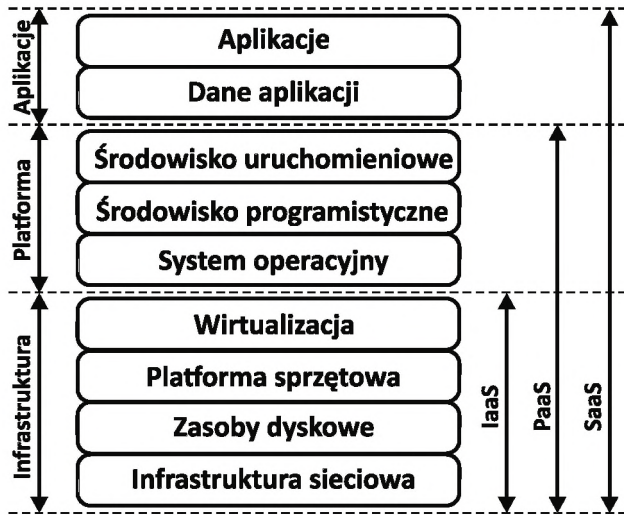 Aplikacje
Aplikacje
Dane aplikacji
Platforma
Środowisko uruchomieniowe
Środowisko programistyczne
System operacyjny
Infrastruktura
Wirtualizacja
Platforma sprzętowa
Zasoby dyskowe
Infrastruktura sieciowa
IaaS
PaaS
SaaS